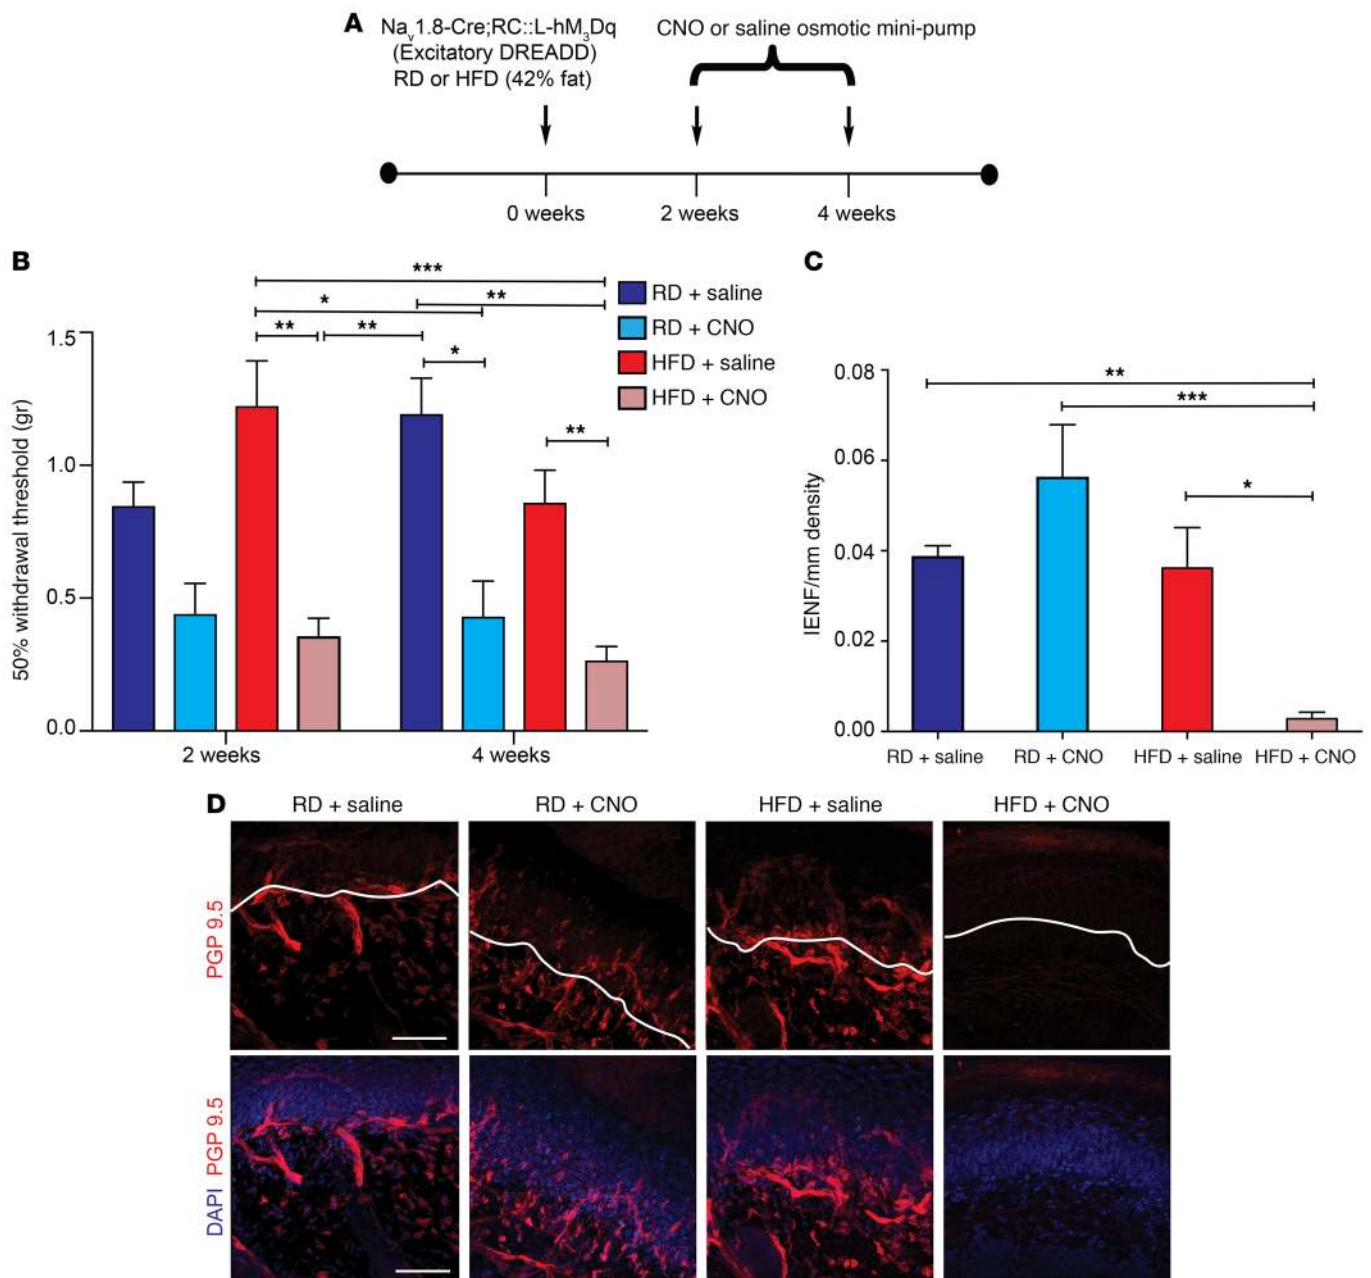 A
Naᵥ1.8-Cre;RC::L-hM₃Dq
(Excitatory DREADD)
RD or HFD (42% fat)
CNO or saline osmotic mini-pump
0 weeks
2 weeks
4 weeks
B
50% withdrawal threshold (gr)
1.5
1.0
0.5
0.0
***
*
**
**
**
*
**
2 weeks
4 weeks
RD + saline
RD + CNO
HFD + saline
HFD + CNO
C
IENF/mm density
0.08
0.06
0.04
0.02
0.00
**
***
*
RD + saline
RD + CNO
HFD + saline
HFD + CNO
D
RD + saline
RD + CNO
HFD + saline
HFD + CNO
PGP 9.5
DAPI PGP 9.5